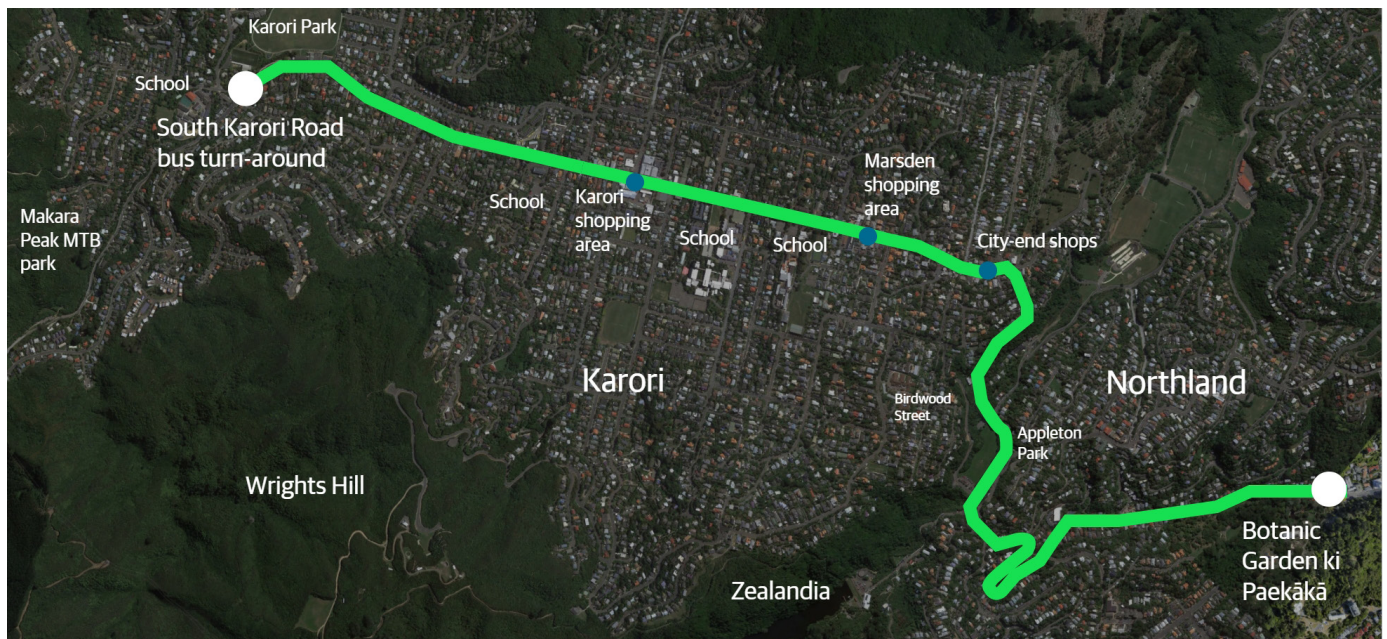 Karori Park
School
South Karori Road
bus turn-around
Makara
Peak MTB
park
School
Karori
shopping
area
School
School
Marsden
shopping
area
City-end shops
Karori
Northland
Birdwood
Street
Appleton
Park
Wrights Hill
Zealandia
Botanic
Garden ki
Paekākā